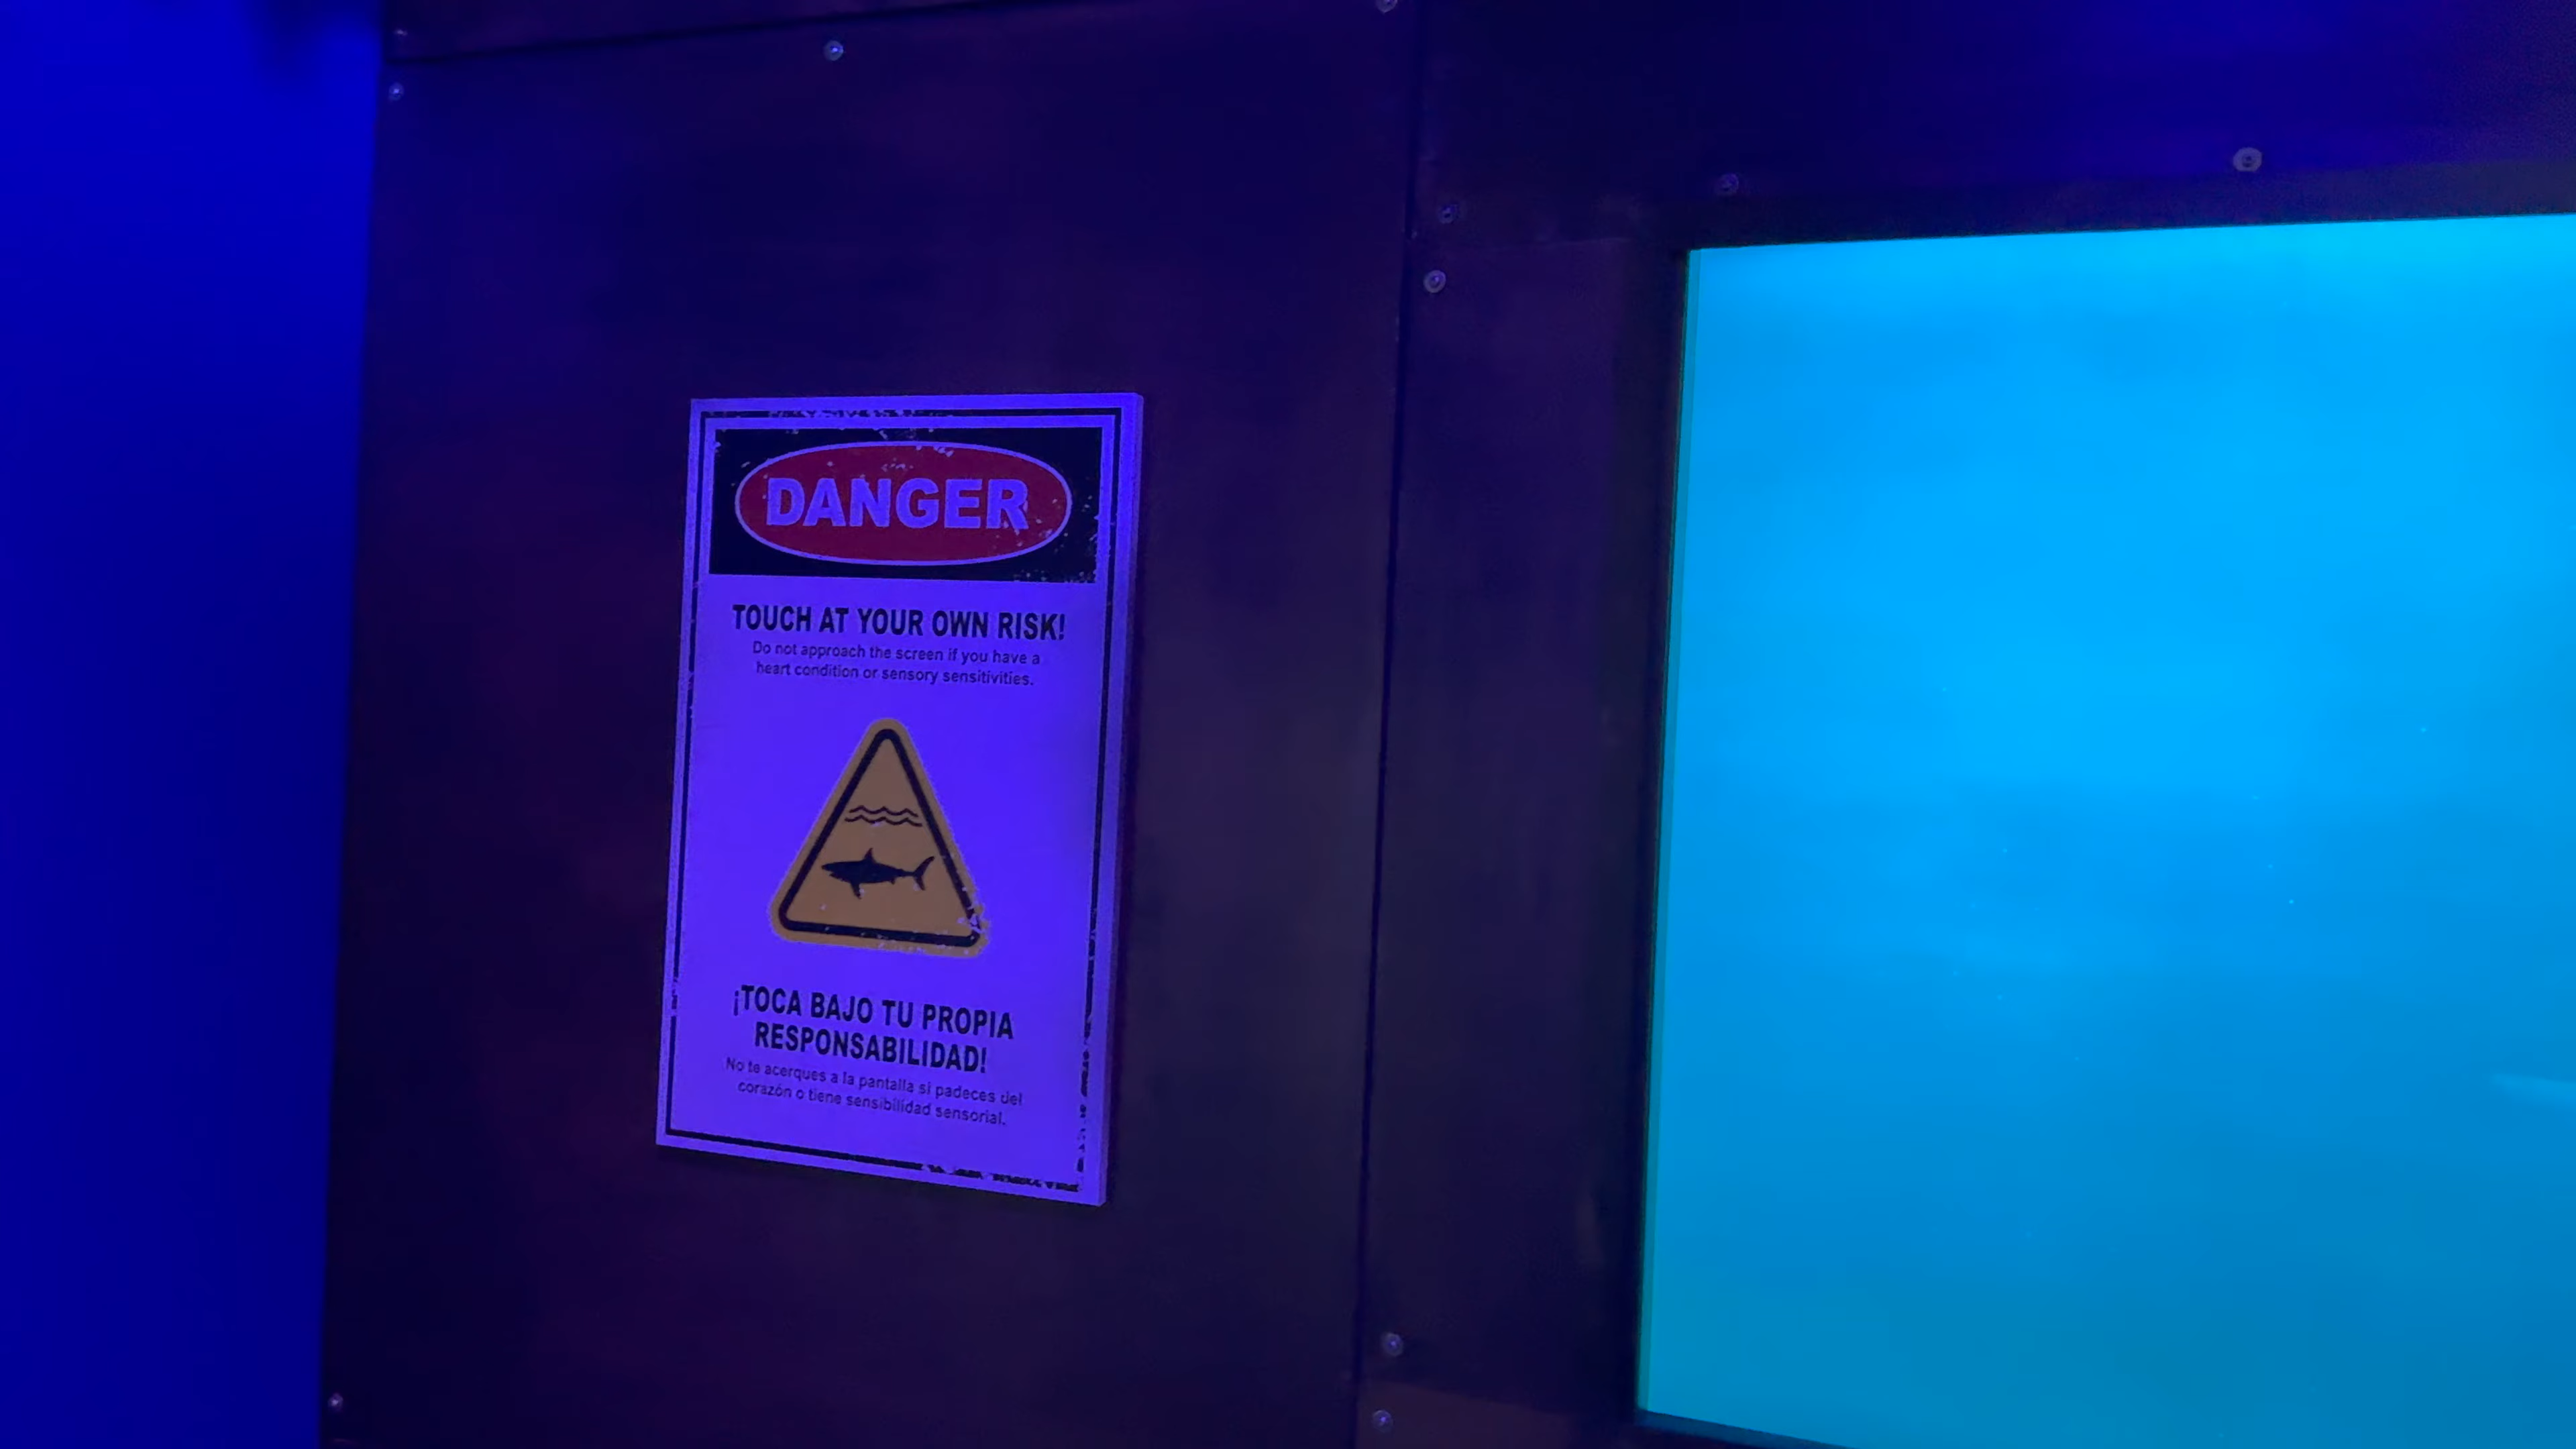 DANGER
TOUCH AT YOUR OWN RISK!
Do not approach the screen if you have a
heart condition or sensory sensitivities.
¡TOCA BAJO TU PROPIA
RESPONSABILIDAD!
No te acerques a la pantalla si padeces del
corazón o tiene sensibilidad sensorial.